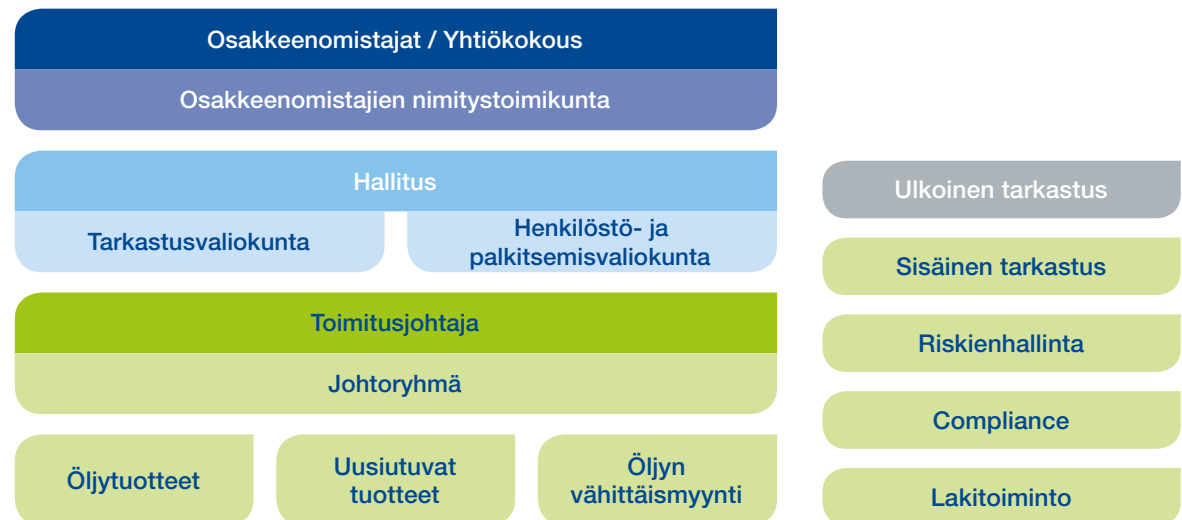 Osakkeenomistajat / Yhtiökokous
Osakkeenomistajien nimitystoimikunta
Hallitus
Tarkastusvaliokunta
Henkilöstö- ja
palkitsemisvaliokunta
Toimitusjohtaja
Johtoryhmä
Öljytuotteet
Uusiutuvat
tuotteet
Öljyn
vähittäismyynti
Ulkoinen tarkastus
Sisäinen tarkastus
Riskienhallinta
Compliance
Lakitoiminto